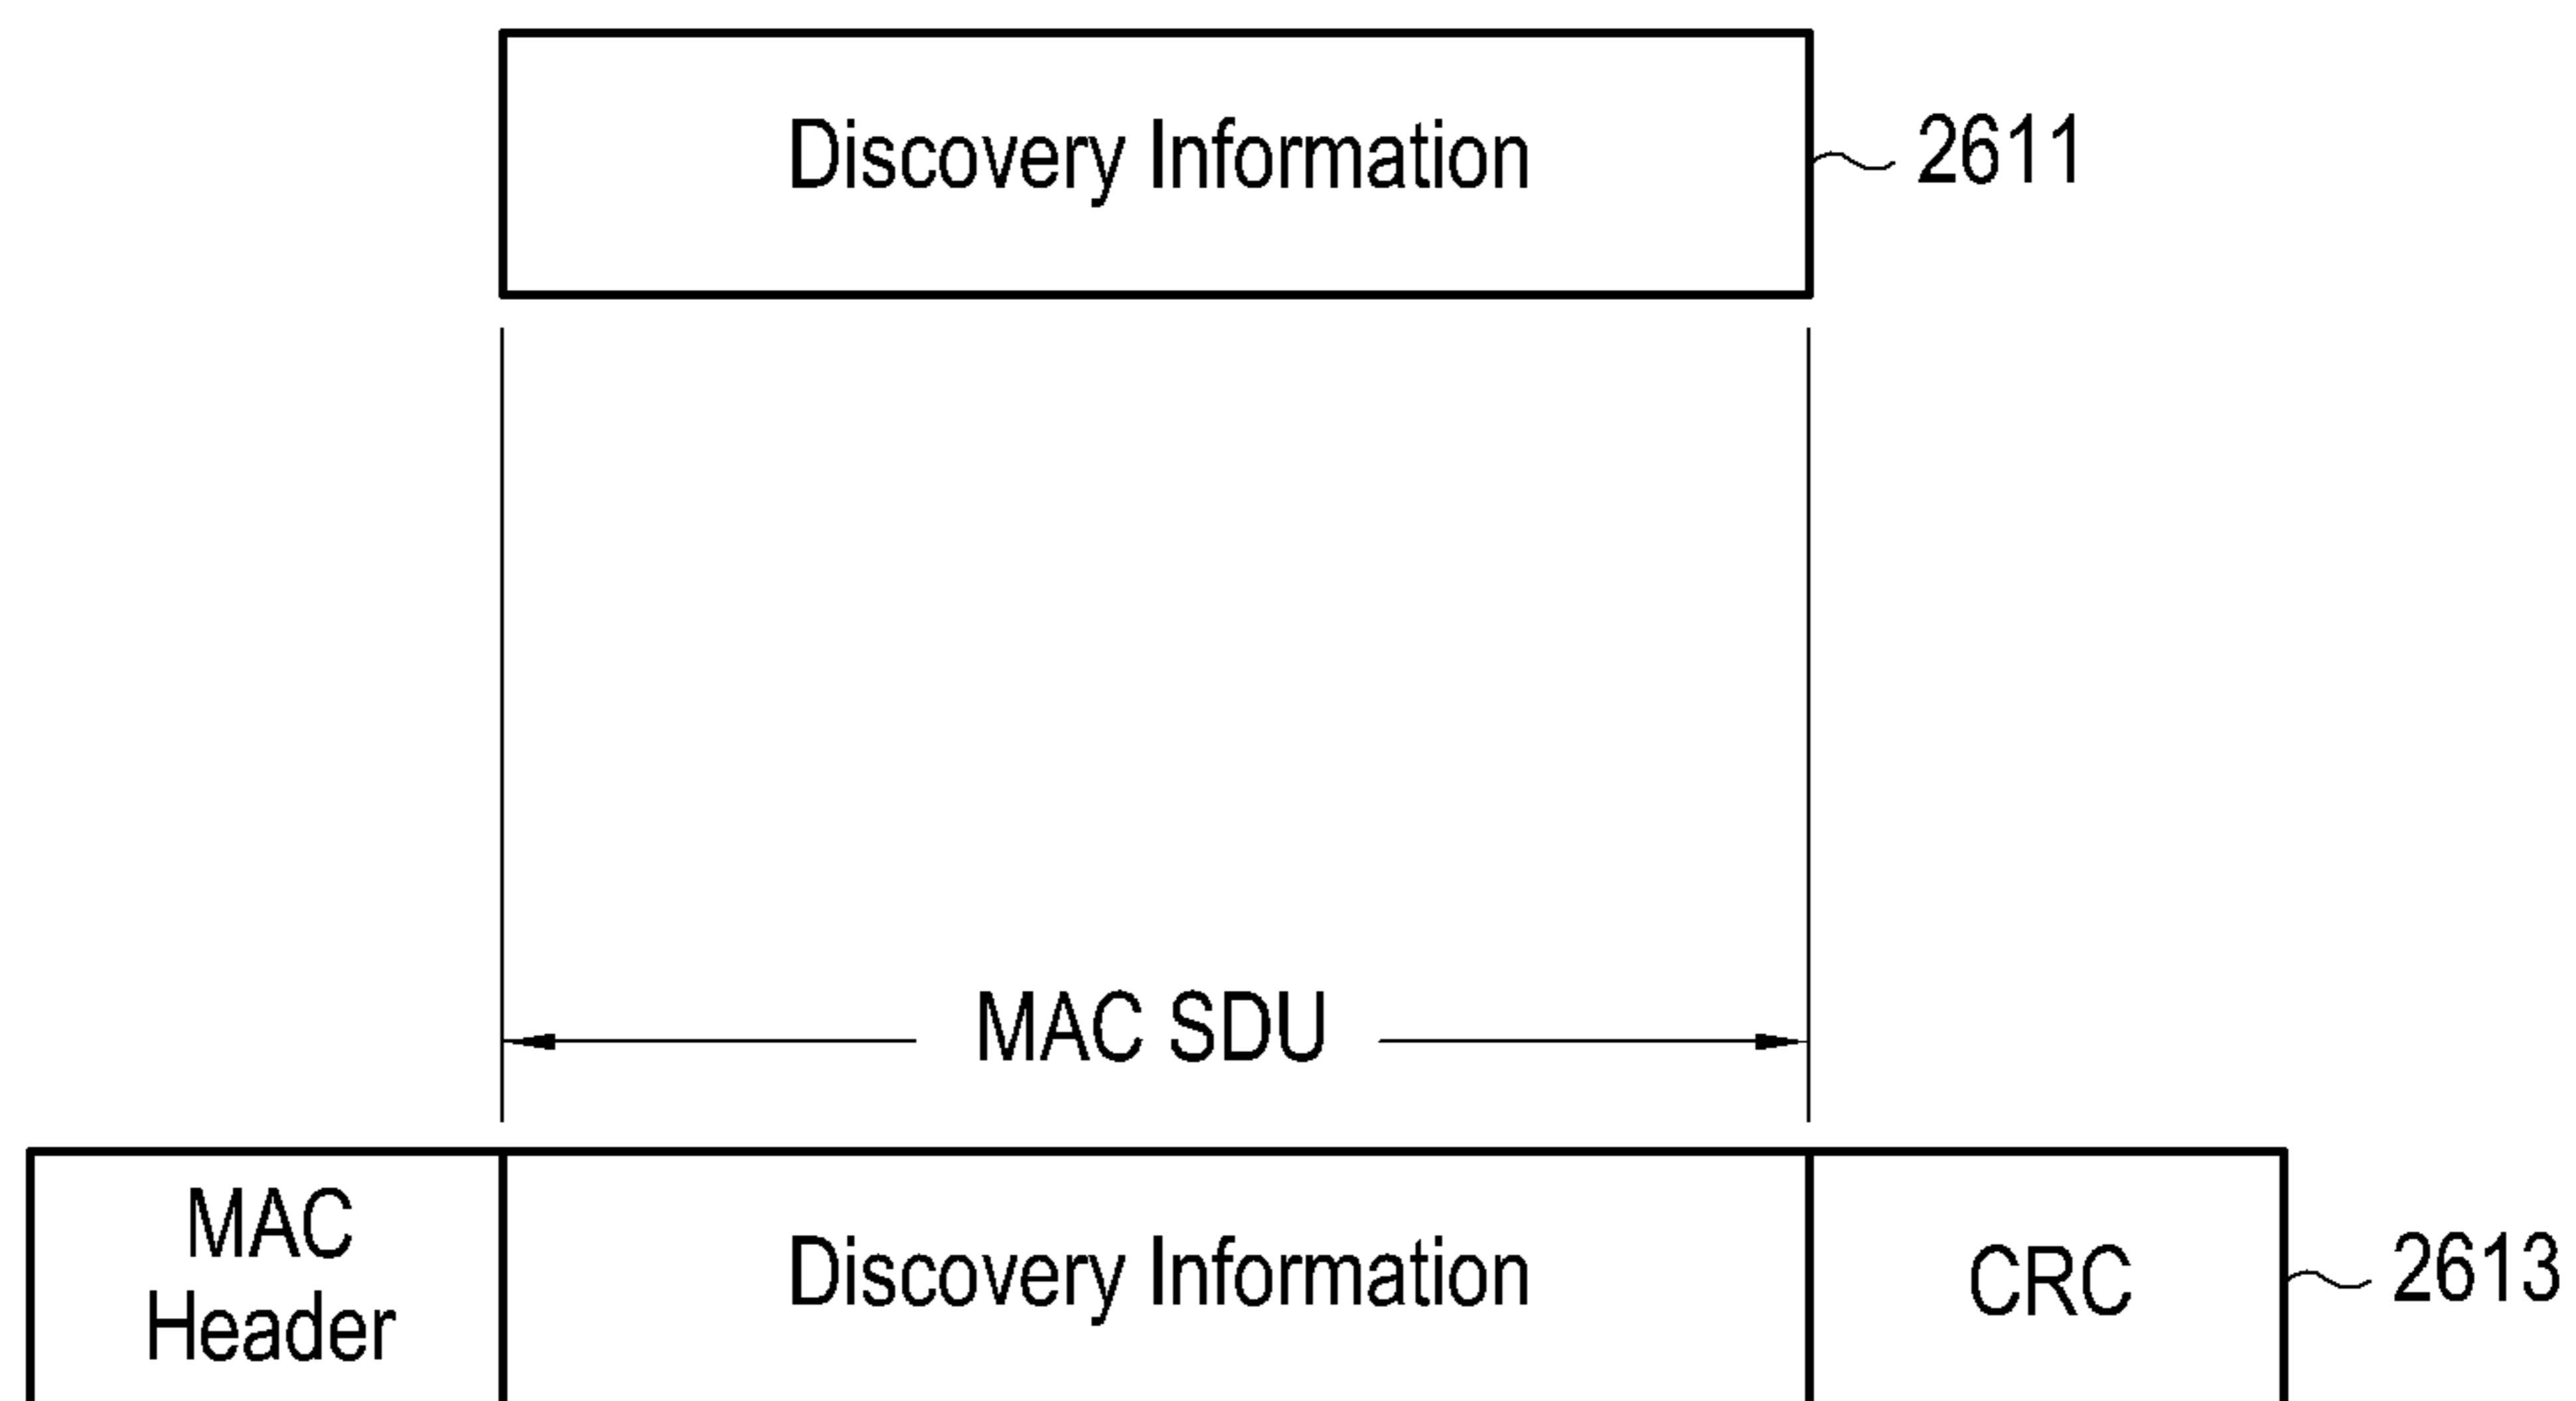 Discovery Information
2611
MAC SDU
MAC
Header
Discovery Information
CRC
2613